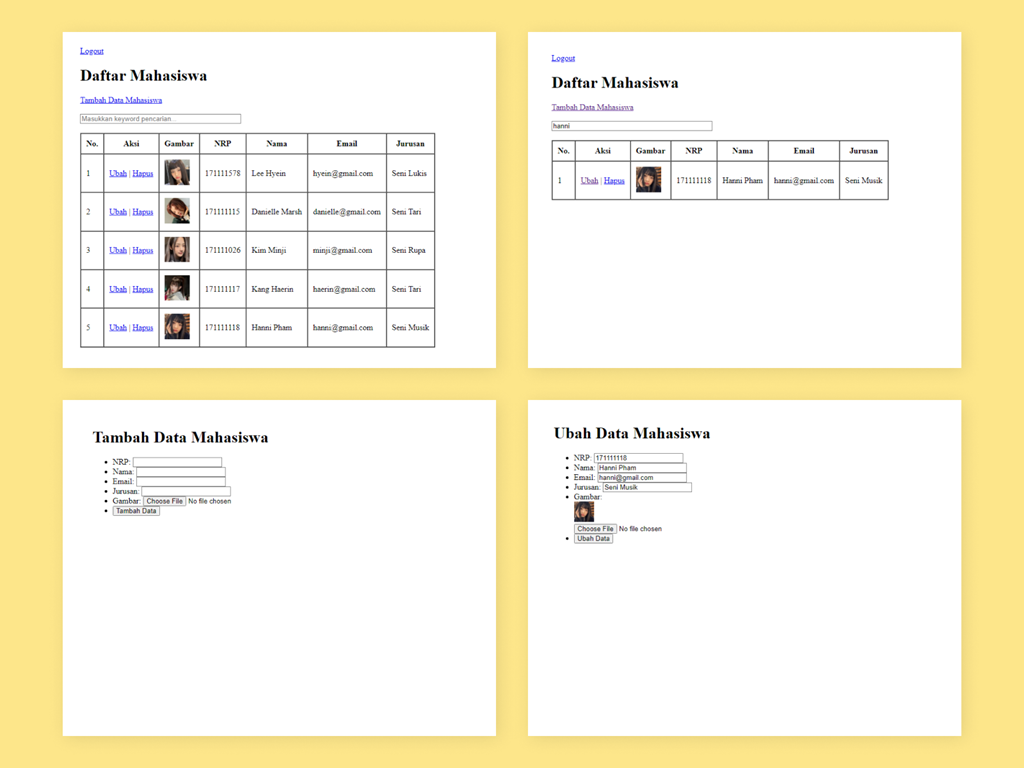 Logout
Daftar Mahasiswa
Tambah Data Mahasiswa
Masukkan keyword pencarian...
No. Aksi Gambar NRP Nama Email Jurusan
1 Ubah | Hapus 171111578 Lee Hyein hyein@gmail.com Seni Lukis
2 Ubah | Hapus 171111115 Danielle Marsh danielle@gmail.com Seni Tari
3 Ubah | Hapus 171111026 Kim Minji minji@gmail.com Seni Rupa
4 Ubah | Hapus 171111117 Kang Haerin haerin@gmail.com Seni Tari
5 Ubah | Hapus 171111118 Hanni Pham hanni@gmail.com Seni Musik
Logout
Daftar Mahasiswa
Tambah Data Mahasiswa
hanni
No. Aksi Gambar NRP Nama Email Jurusan
1 Ubah | Hapus 171111118 Hanni Pham hanni@gmail.com Seni Musik
Tambah Data Mahasiswa
NRP:
Nama:
Email:
Jurusan:
Gambar: Choose File No file chosen
Tambah Data
Ubah Data Mahasiswa
NRP: 171111118
Nama: Hanni Pham
Email: hanni@gmail.com
Jurusan: Seni Musik
Gambar:
Choose File No file chosen
Ubah Data